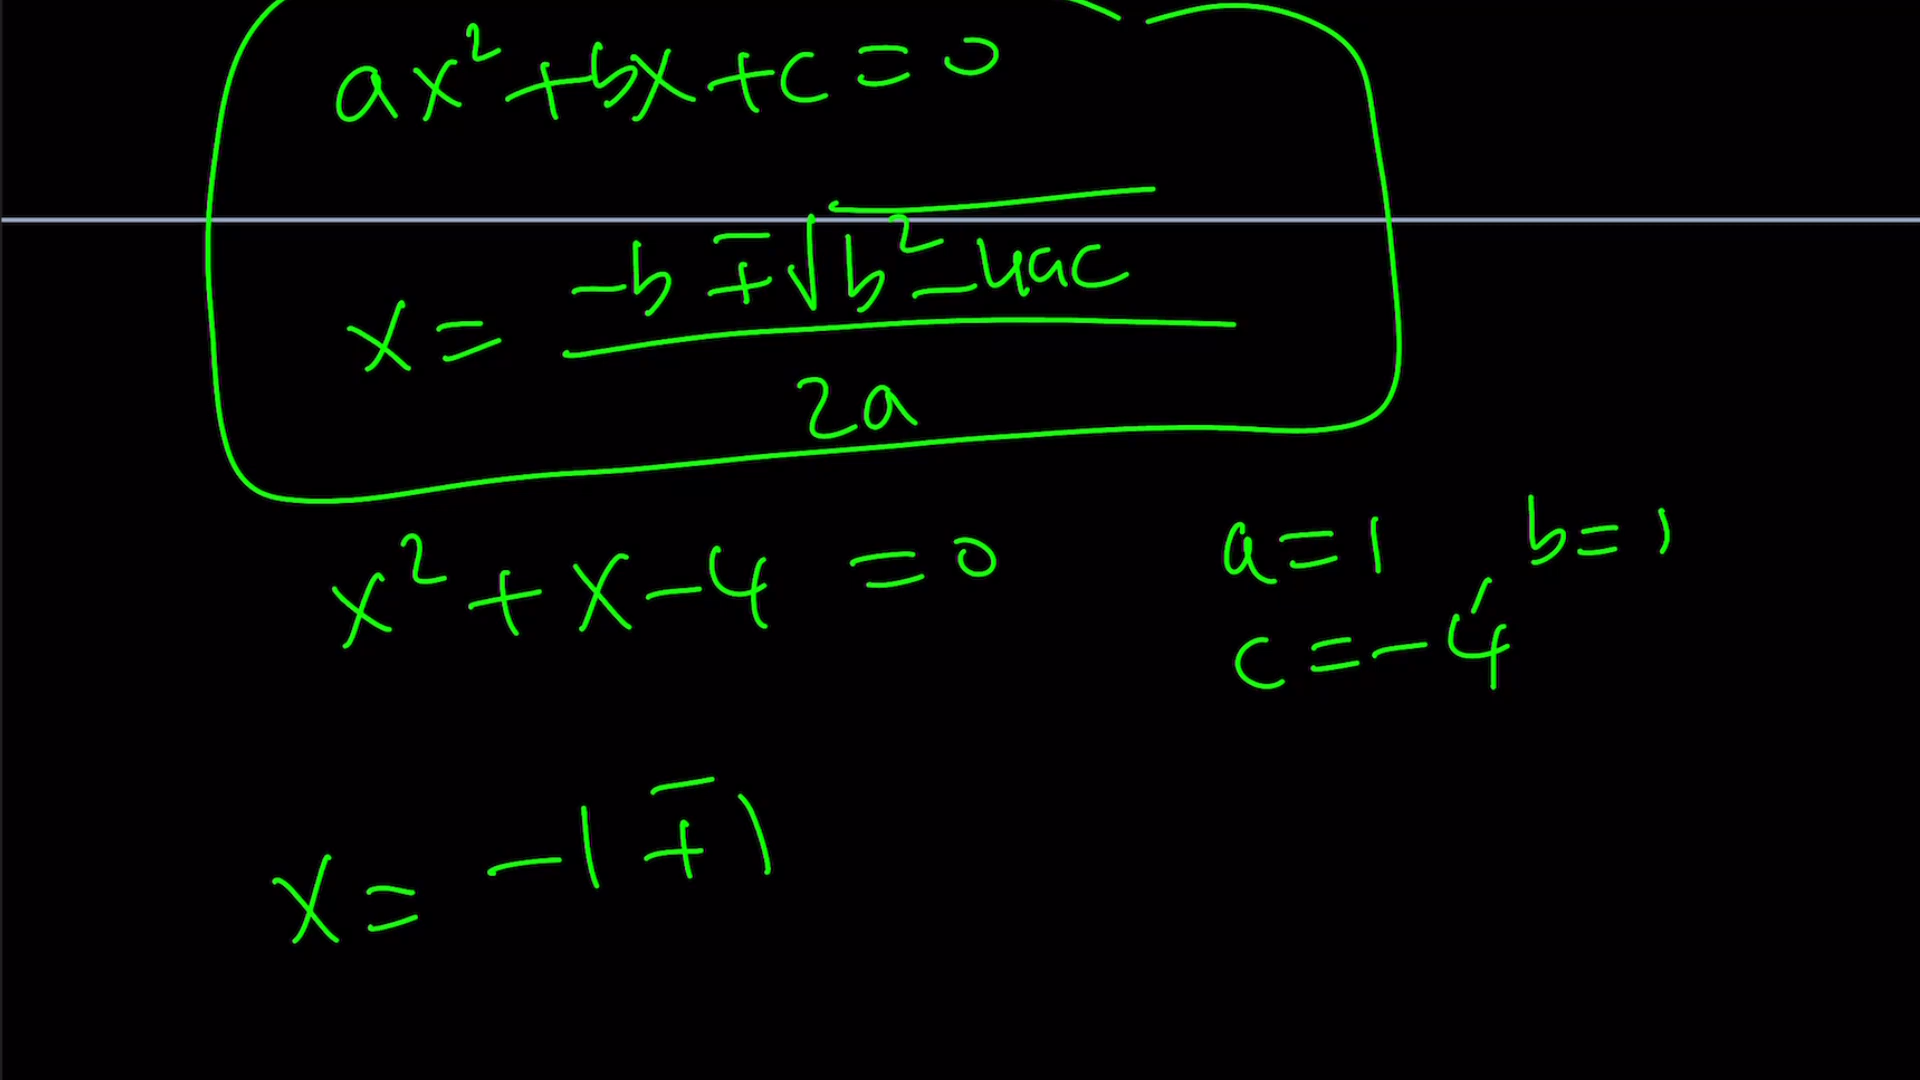 ax²+bx+c=0
x= -b∓√b²-4ac
2a
x²+x-4=0 a=1 b=1
c=-4
x= -1∓